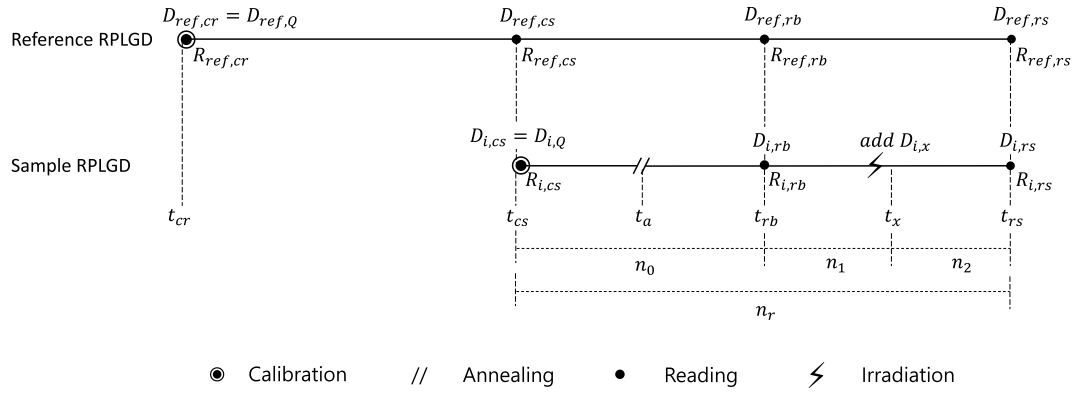 D_{ref,cr} = D_{ref,Q} D_{ref,cs} D_{ref,rb} D_{ref,rs}
Reference RPLGD
R_{ref,cr} R_{ref,cs} R_{ref,rb} R_{ref,rs}
D_{i,cs} = D_{i,Q} D_{i,rb} add D_{i,x} D_{i,rs}
Sample RPLGD
R_{i,cs} R_{i,rb} R_{i,rs}
t_{cr} t_{cs} t_a t_{rb} t_x t_{rs}
n_0 n_1 n_2
n_r
Calibration // Annealing Reading Irradiation